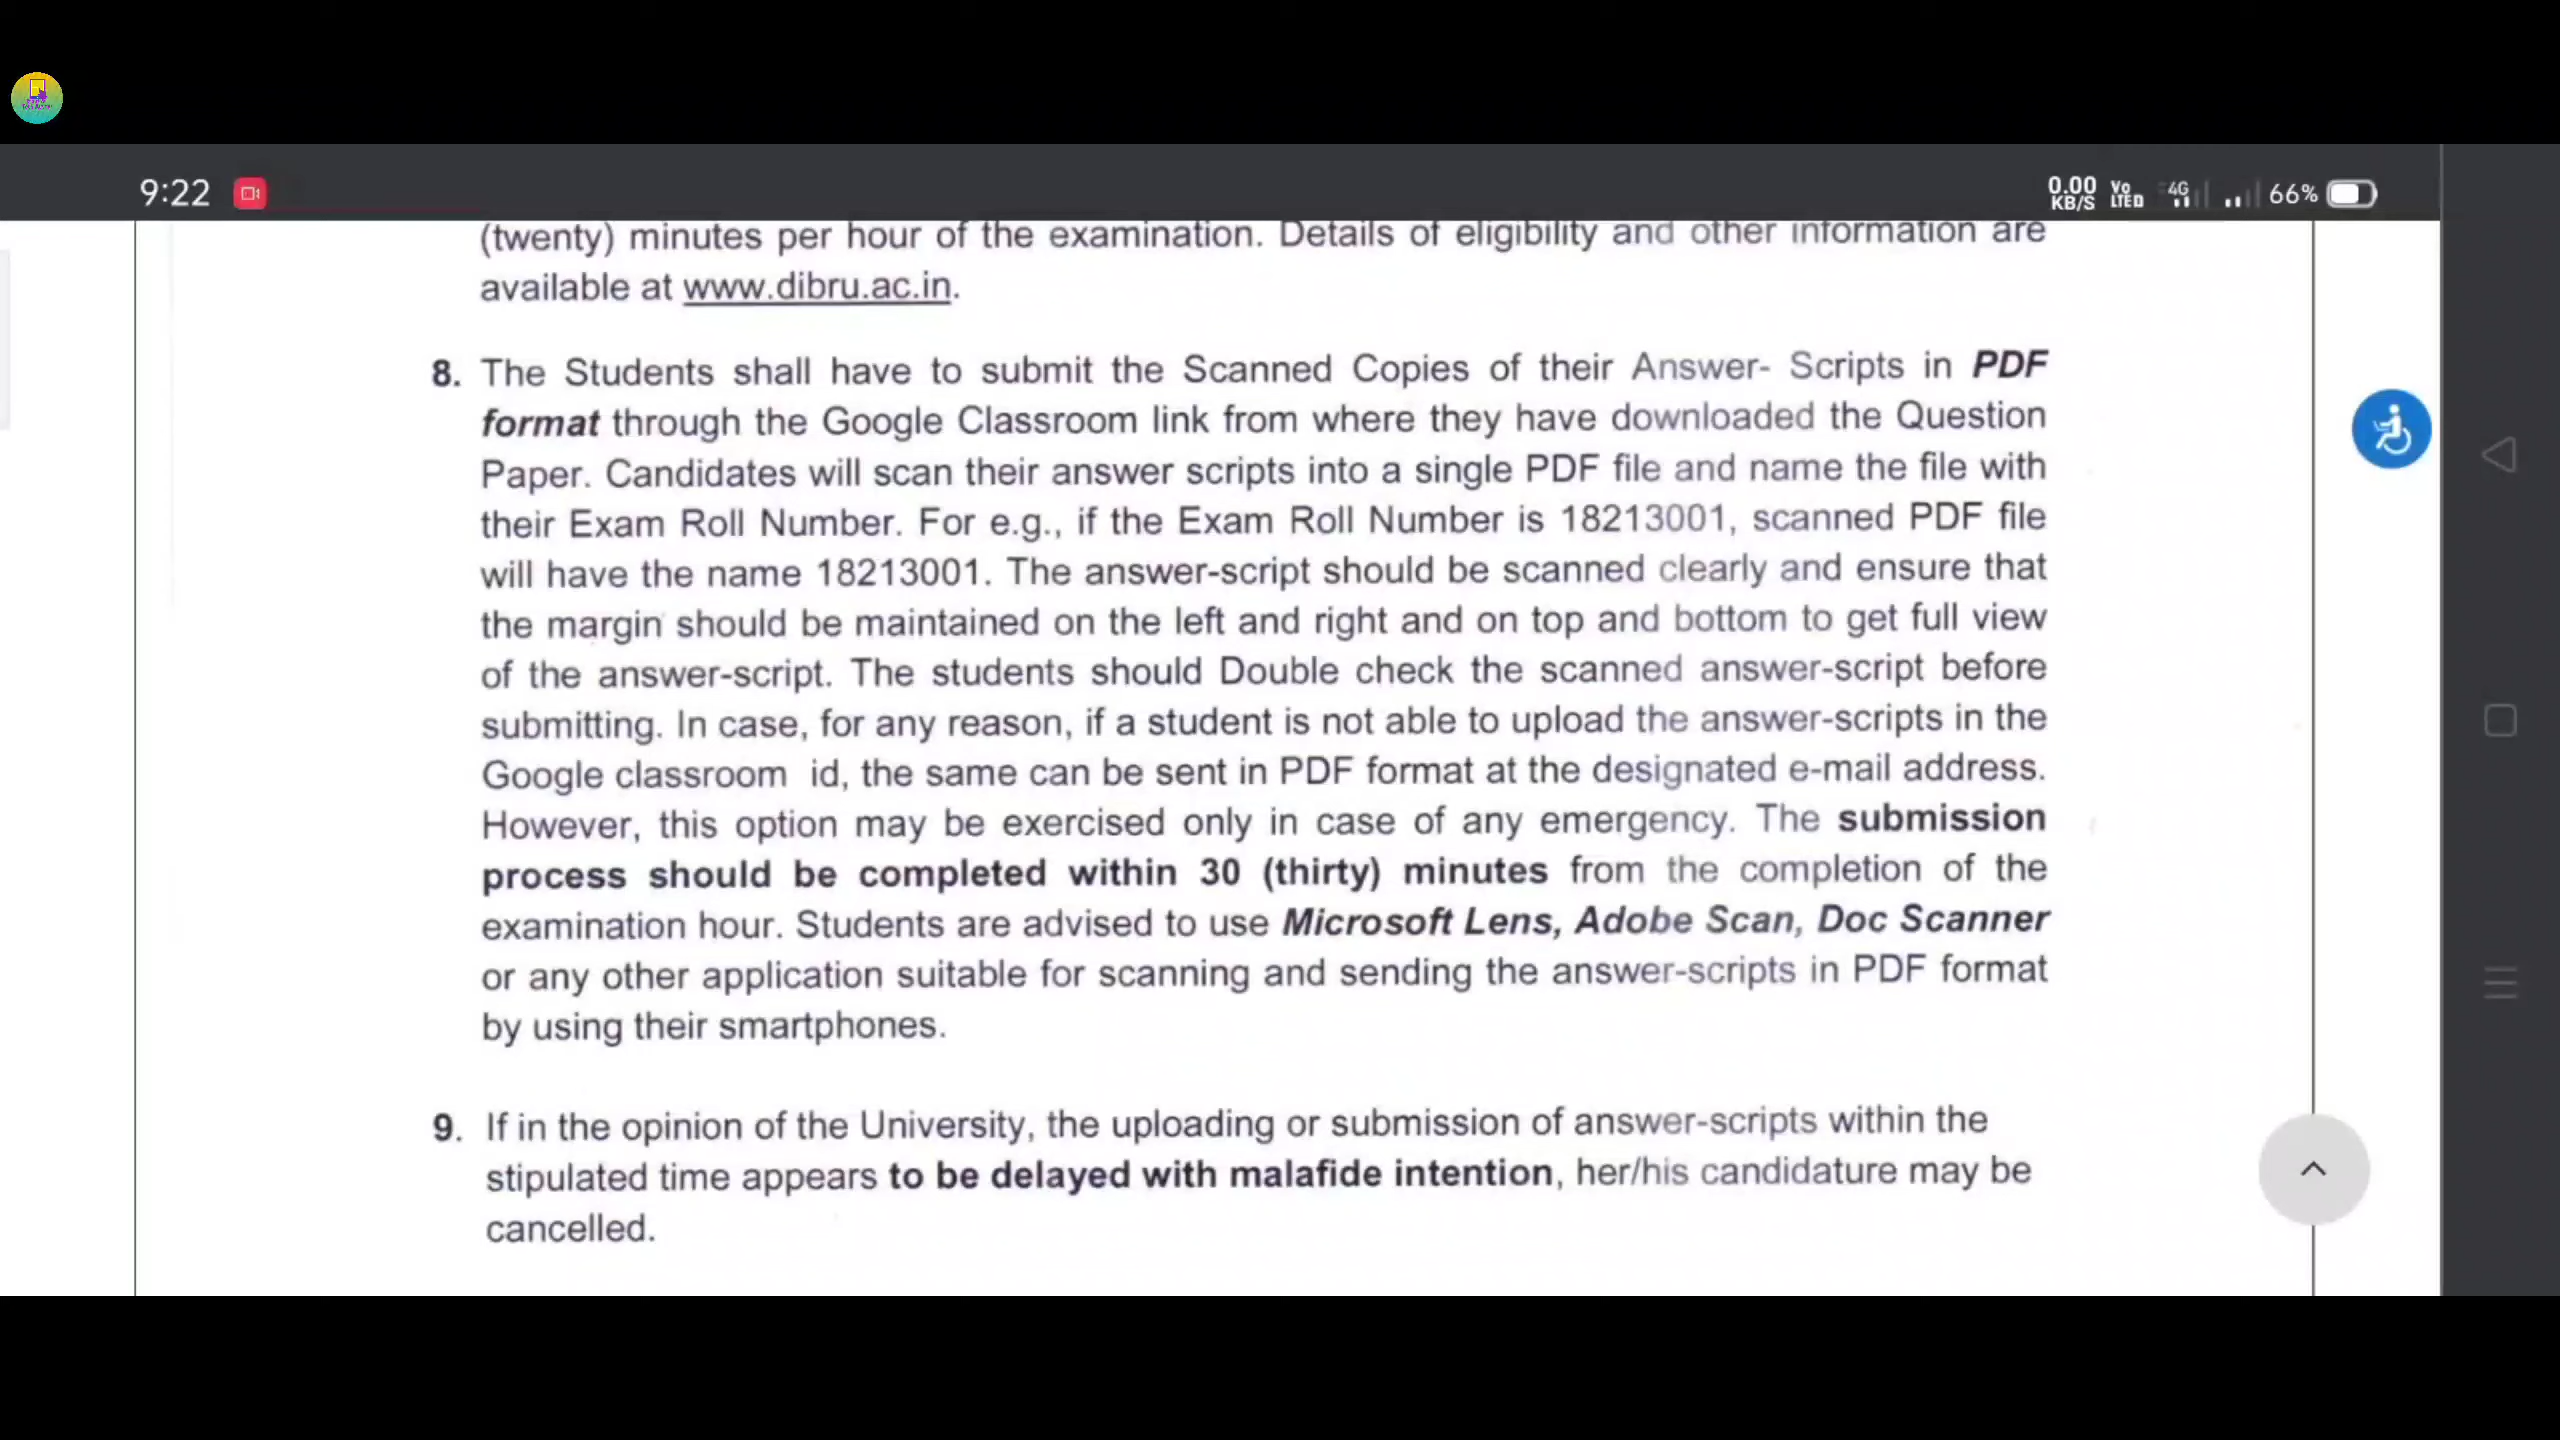 9:22
0.00 KB/S Vo LTE 4G 66%
(twenty) minutes per hour of the examination. Details of eligibility and other information are
available at www.dibru.ac.in.
8. The Students shall have to submit the Scanned Copies of their Answer- Scripts in PDF
format through the Google Classroom link from where they have downloaded the Question
Paper. Candidates will scan their answer scripts into a single PDF file and name the file with
their Exam Roll Number. For e.g., if the Exam Roll Number is 18213001, scanned PDF file
will have the name 18213001. The answer-script should be scanned clearly and ensure that
the margin should be maintained on the left and right and on top and bottom to get full view
of the answer-script. The students should Double check the scanned answer-script before
submitting. In case, for any reason, if a student is not able to upload the answer-scripts in the
Google classroom id, the same can be sent in PDF format at the designated e-mail address.
However, this option may be exercised only in case of any emergency. The submission
process should be completed within 30 (thirty) minutes from the completion of the
examination hour. Students are advised to use Microsoft Lens, Adobe Scan, Doc Scanner
or any other application suitable for scanning and sending the answer-scripts in PDF format
by using their smartphones.
9. If in the opinion of the University, the uploading or submission of answer-scripts within the
stipulated time appears to be delayed with malafide intention, her/his candidature may be
cancelled.